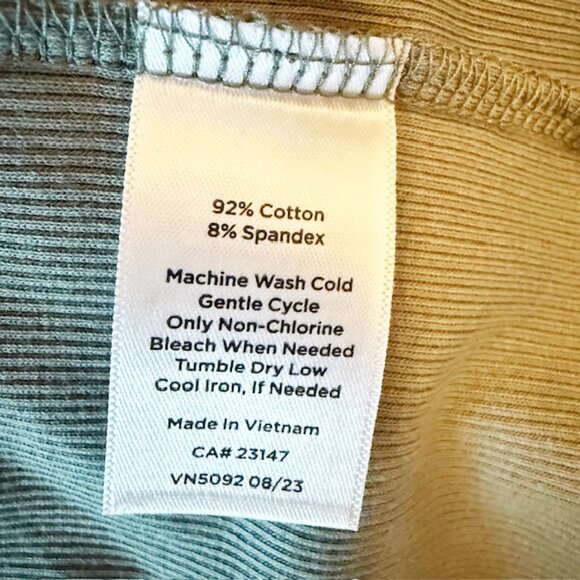 92% Cotton
8% Spandex
Machine Wash Cold
Gentle Cycle
Only Non-Chlorine
Bleach When Needed
Tumble Dry Low
Cool Iron, If Needed
Made In Vietnam
CA# 23147
VN5092 08/23